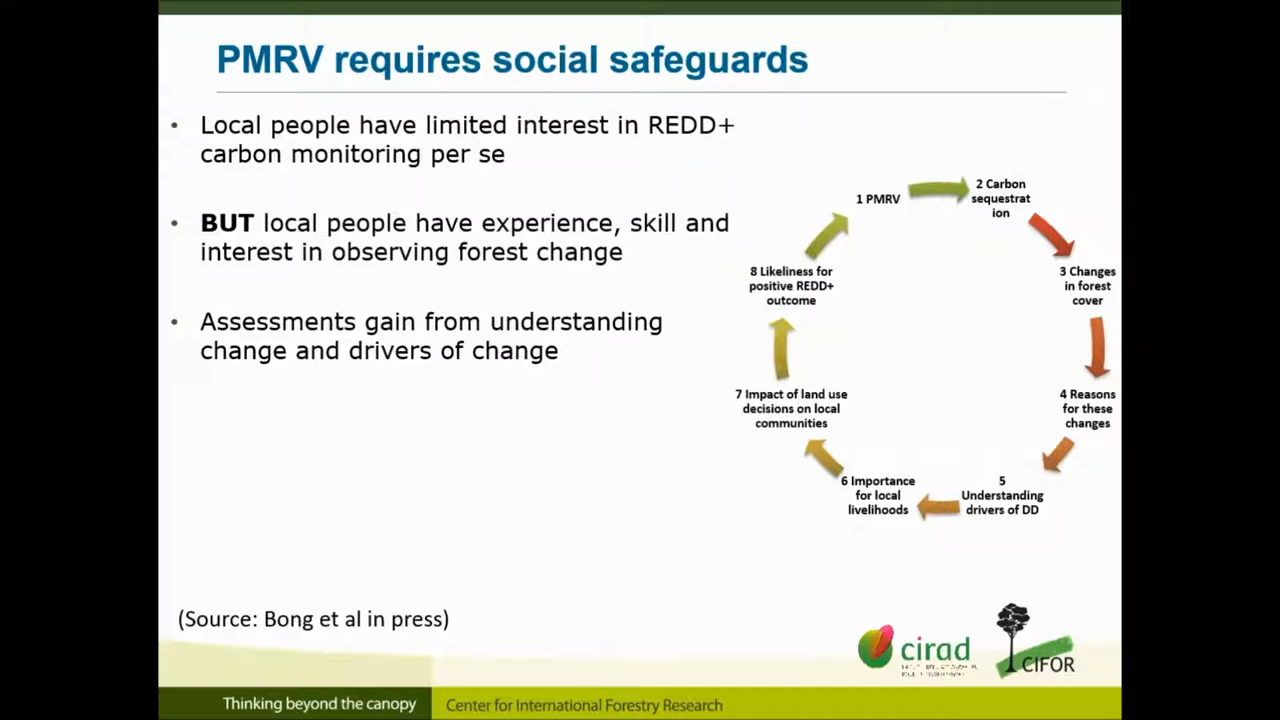 PMRV requires social safeguards
• Local people have limited interest in REDD+
carbon monitoring per se
• BUT local people have experience, skill and
interest in observing forest change
• Assessments gain from understanding
change and drivers of change
1 PMRV
2 Carbon
sequestrat
ion
3 Changes
in forest
cover
4 Reasons
for these
changes
5
Understanding
drivers of DD
6 Importance
for local
livelihoods
7 Impact of land use
decisions on local
communities
8 Likeliness for
positive REDD+
outcome
(Source: Bong et al in press)
cirad
CIFOR
Thinking beyond the canopy
Center for International Forestry Research